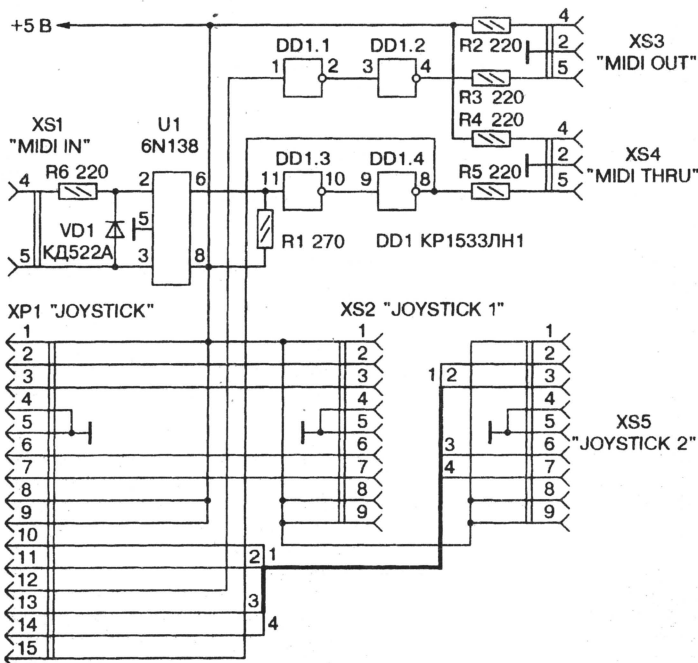 +5 В
DD1.1
DD1.2
1
2
3
4
R2 220
R3 220
4
2
5
XS3
"MIDI OUT"
XS1
"MIDI IN"
U1
6N138
R4 220
DD1.3
DD1.4
4
R6 220
2
6
11
10
9
8
R5 220
4
2
5
XS4
"MIDI THRU"
VD1
КД522А
5
5
3
8
R1 270
DD1 КР1533ЛН1
XP1 "JOYSTICK"
XS2 "JOYSTICK 1"
1
2
3
4
5
6
7
8
9
10
11
12
13
14
15
2
1
3
4
1
2
3
4
5
6
7
8
9
1
2
3
4
1
2
3
4
5
6
7
8
9
XS5
"JOYSTICK 2"